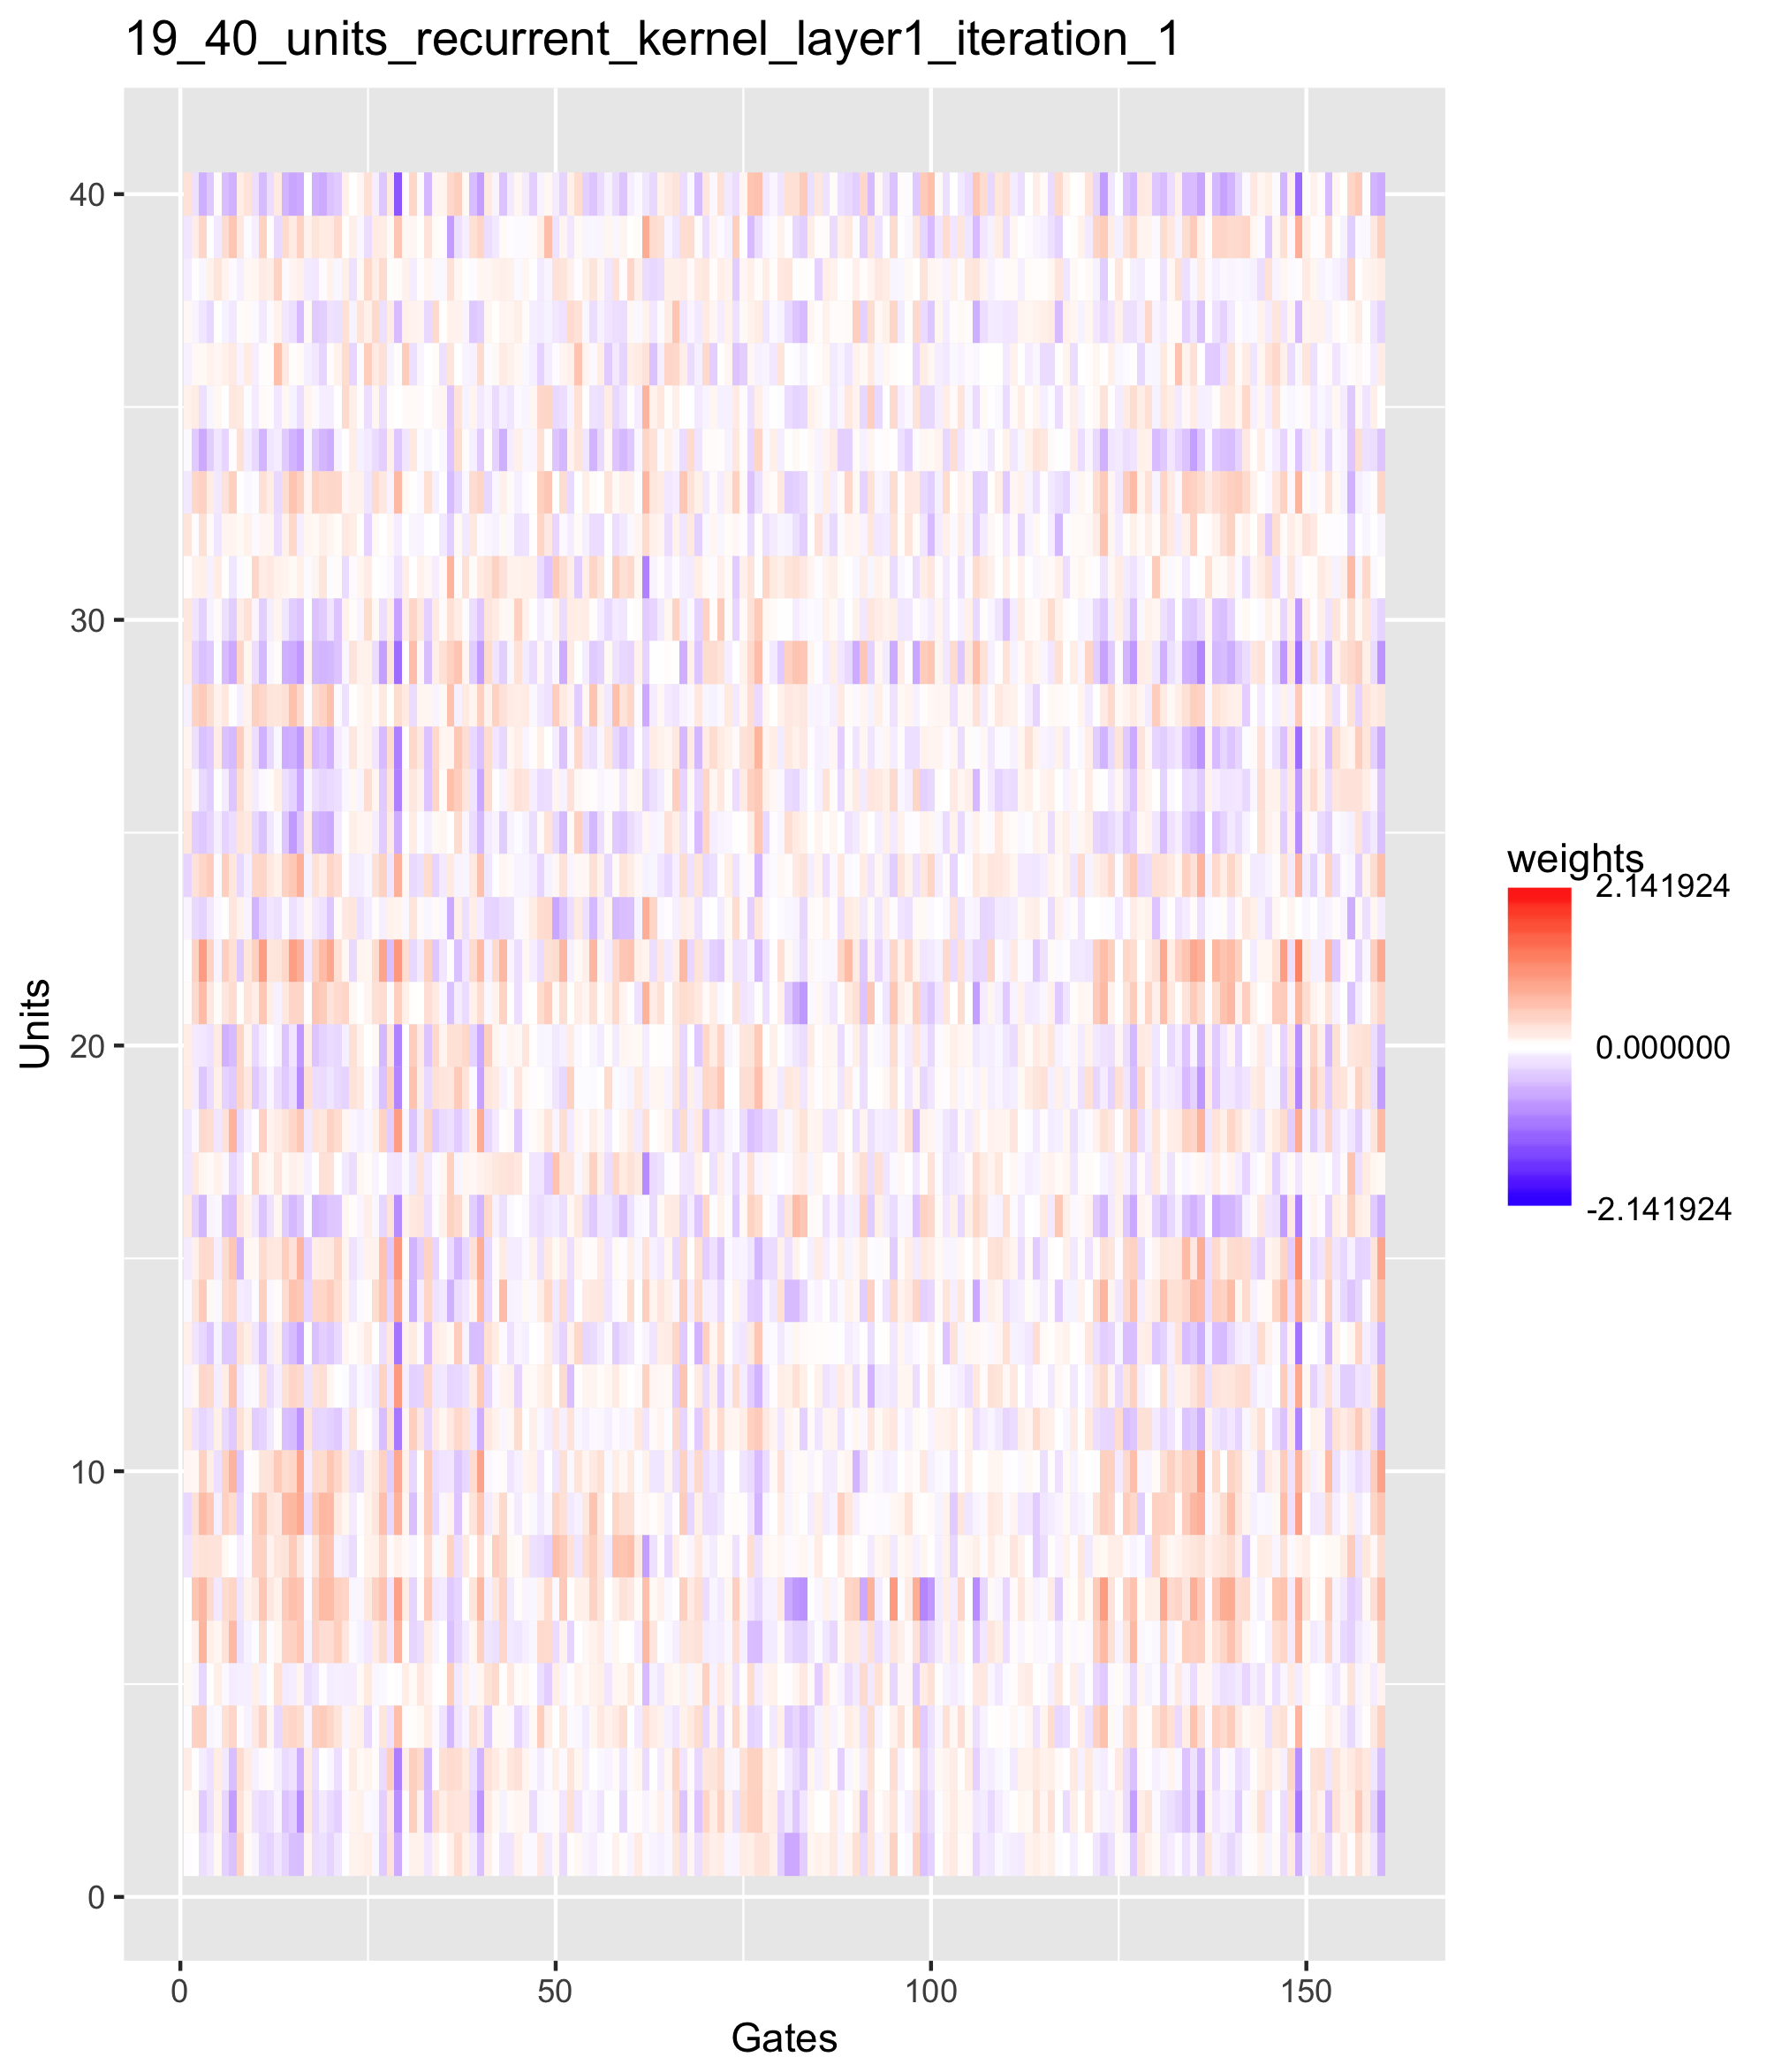 19_40_units_recurrent_kernel_layer1_iteration_1
40
30
20
10
0
Units
0 50 100 150
Gates
weights
2.141924
0.000000
-2.141924